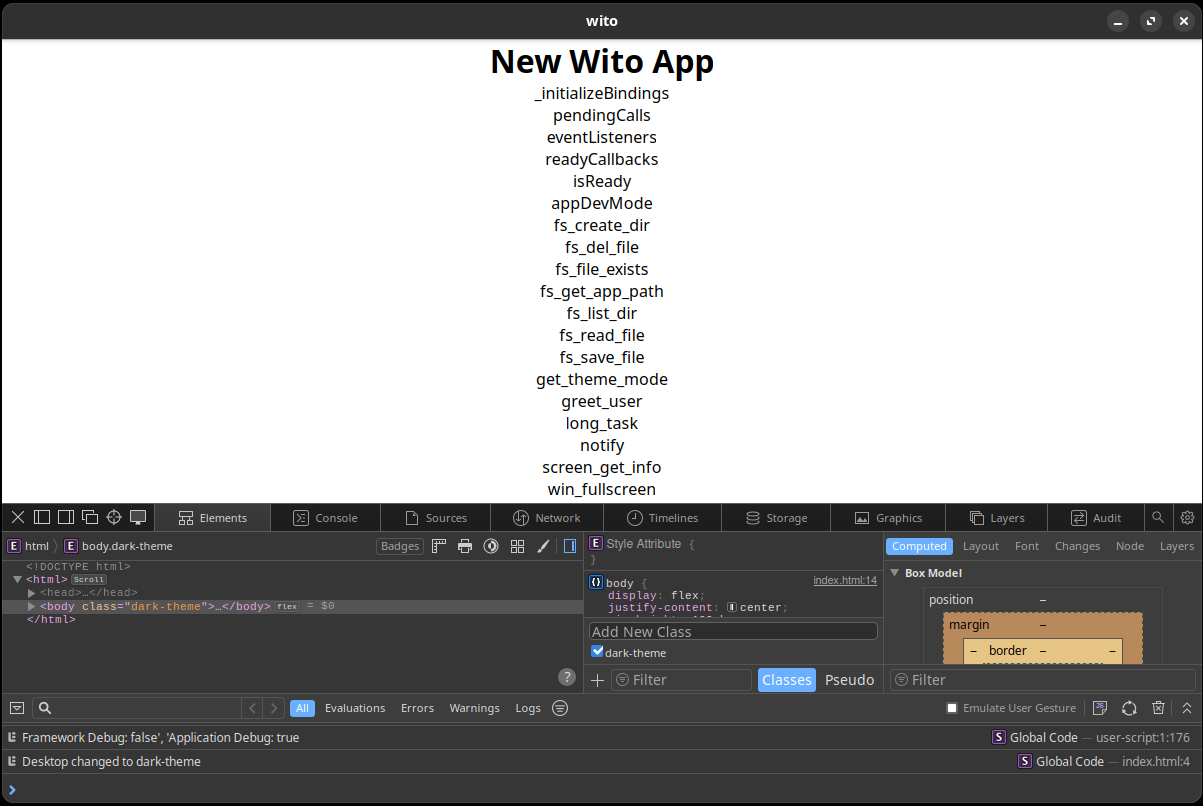 wito
New Wito App
_initializeBindings
pendingCalls
eventListeners
readyCallbacks
isReady
appDevMode
fs_create_dir
fs_del_file
fs_file_exists
fs_get_app_path
fs_list_dir
fs_read_file
fs_save_file
get_theme_mode
greet_user
long_task
notify
screen_get_info
win_fullscreen
Elements Console Sources Network Timelines Storage Graphics Layers Audit
E html E body.dark-theme Badges
<!DOCTYPE html>
<html> Scroll
<head>…</head>
<body class="dark-theme">…</body> flex = $0
</html>
?
E Style Attribute {
}
body { index.html:14
display: flex;
justify-content: center;
Add New Class
dark-theme
Filter Classes Pseudo
Computed Layout Font Changes Node Layers
Box Model
position –
margin –
– border – –
Filter
All Evaluations Errors Warnings Logs Emulate User Gesture
Framework Debug: false', 'Application Debug: true S Global Code — user-script:1:176
Desktop changed to dark-theme S Global Code — index.html:4